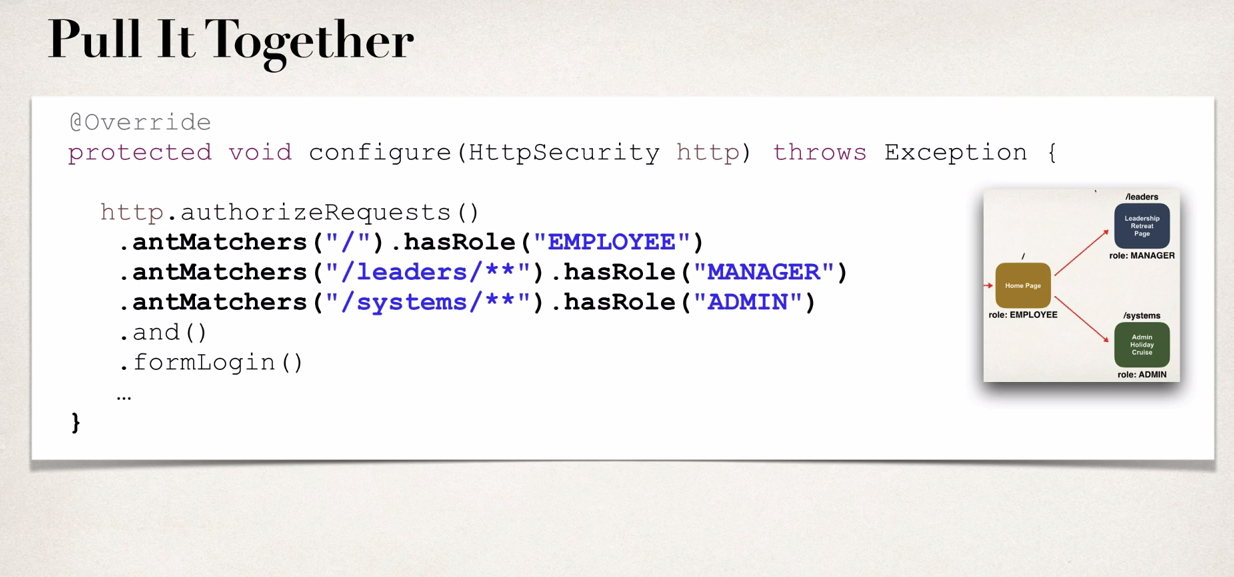 Pull It Together
@Override
protected void configure(HttpSecurity http) throws Exception {
http.authorizeRequests()
.antMatchers("/").hasRole("EMPLOYEE")
.antMatchers("/leaders/**").hasRole("MANAGER")
.antMatchers("/systems/**").hasRole("ADMIN")
.and()
.formLogin()
…
}
/leaders
Leadership
Retreat
Page
role: MANAGER
/
Home Page
role: EMPLOYEE
/systems
Admin
Holiday
Cruise
role: ADMIN